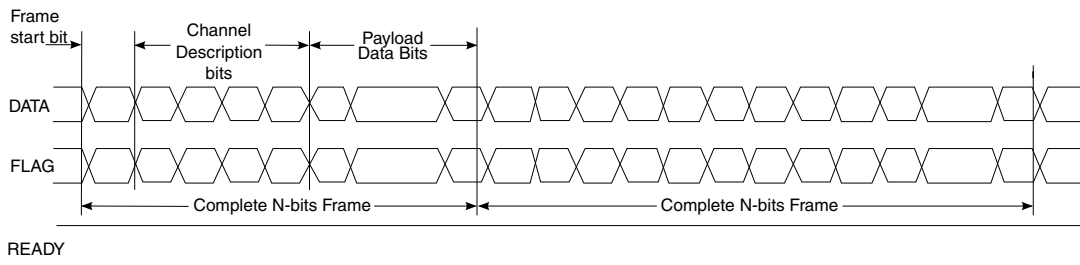 Frame
start bit
Channel
Description
bits
Payload
Data Bits
DATA
FLAG
Complete N-bits Frame
Complete N-bits Frame
READY